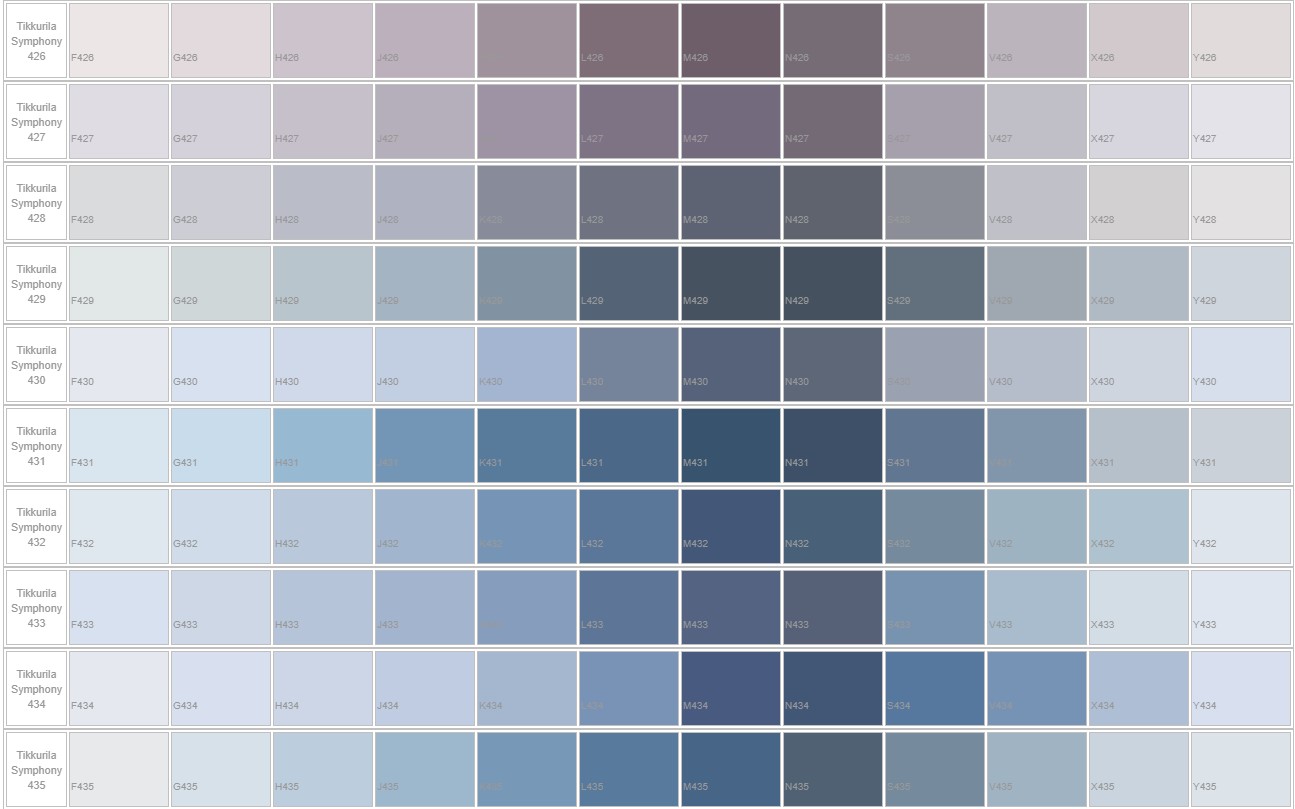 Tikkurila
Symphony
426
F426 G426 H426 J426 L426 M426 N426 S426 V426 X426 Y426
Tikkurila
Symphony
427
F427 G427 H427 J427 L427 M427 N427 S427 V427 X427 Y427
Tikkurila
Symphony
428
F428 G428 H428 J428 K428 L428 M428 N428 S428 V428 X428 Y428
Tikkurila
Symphony
429
F429 G429 H429 J429 K429 L429 M429 N429 S429 V429 X429 Y429
Tikkurila
Symphony
430
F430 G430 H430 J430 K430 L430 M430 N430 S430 V430 X430 Y430
Tikkurila
Symphony
431
F431 G431 H431 J431 K431 L431 M431 N431 S431 X431 Y431
Tikkurila
Symphony
432
F432 G432 H432 J432 K432 L432 M432 N432 S432 V432 X432 Y432
Tikkurila
Symphony
433
F433 G433 H433 J433 L433 M433 N433 S433 V433 X433 Y433
Tikkurila
Symphony
434
F434 G434 H434 J434 K434 L434 M434 N434 S434 V434 X434 Y434
Tikkurila
Symphony
435
F435 G435 H435 J435 K435 L435 M435 N435 S435 V435 X435 Y435